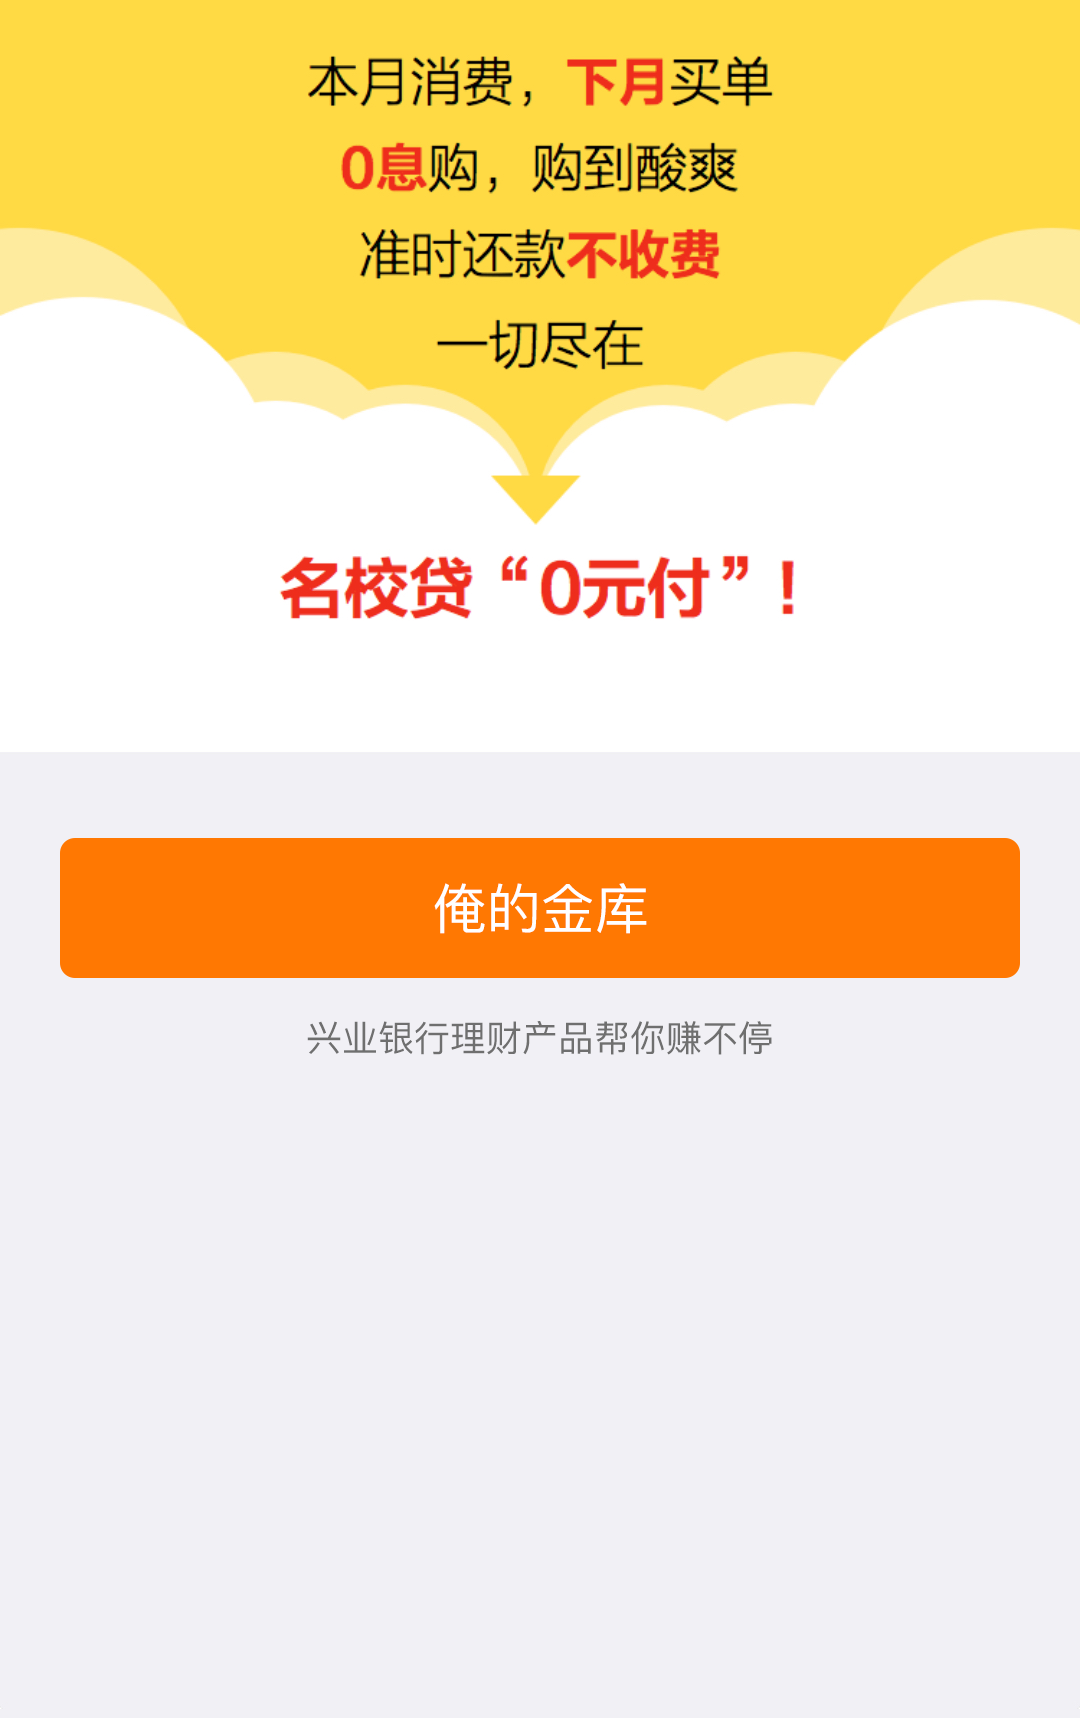 本月消费，下月买单
0息购，购到酸爽
准时还款不收费
一切尽在
名校贷“0元付”！
俺的金库
兴业银行理财产品帮你赚不停